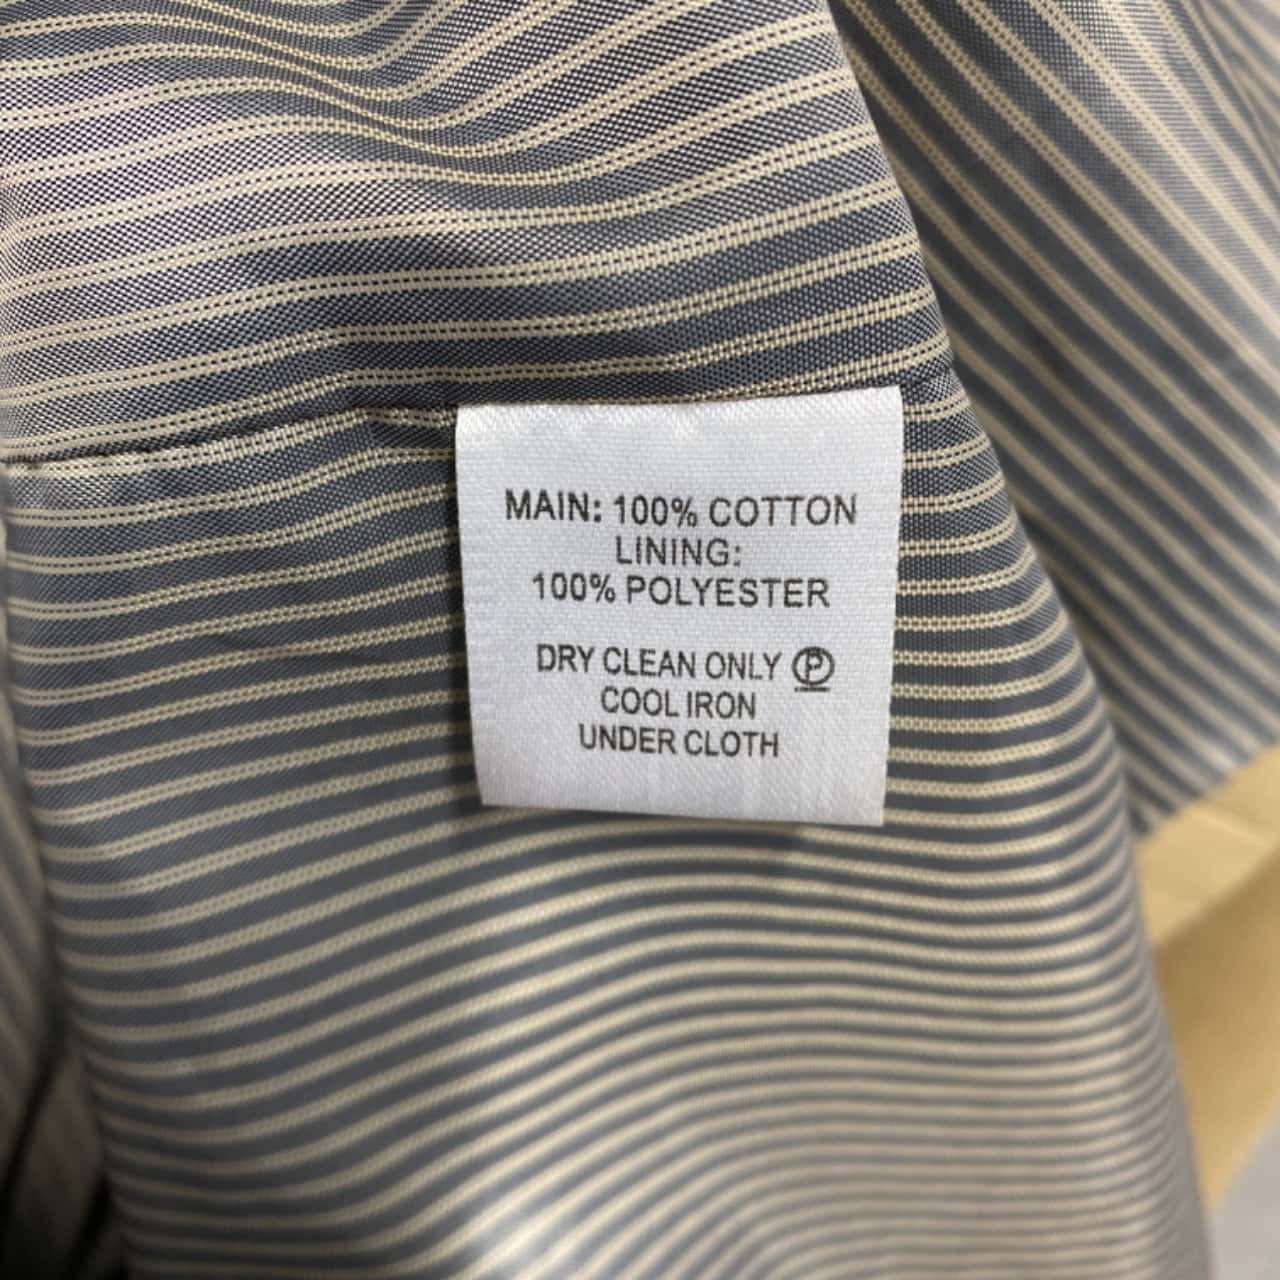 MAIN: 100% COTTON
LINING:
100% POLYESTER
DRY CLEAN ONLY Ⓟ
COOL IRON
UNDER CLOTH